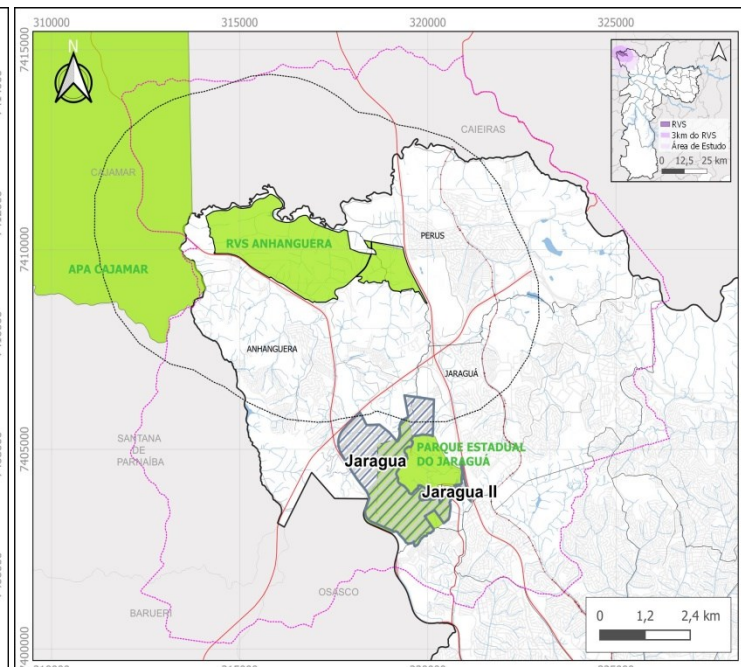 310000 315000 320000 325000
7415000
N
CAJAMAR
CAIEIRAS
RVS
3km do RVS
Área de Estudo
0 12,5 25 km
PERUS
RVS ANHANGUERA
7410000
APA CAJAMAR
ANHANGUERA
JARAGUÁ
SANTANA
DE
PARNAÍBA
7405000
Jaragua
PARQUE ESTADUAL
DO JARAGUÁ
Jaragua II
OSASCO
BARUERI
0 1,2 2,4 km
7400000